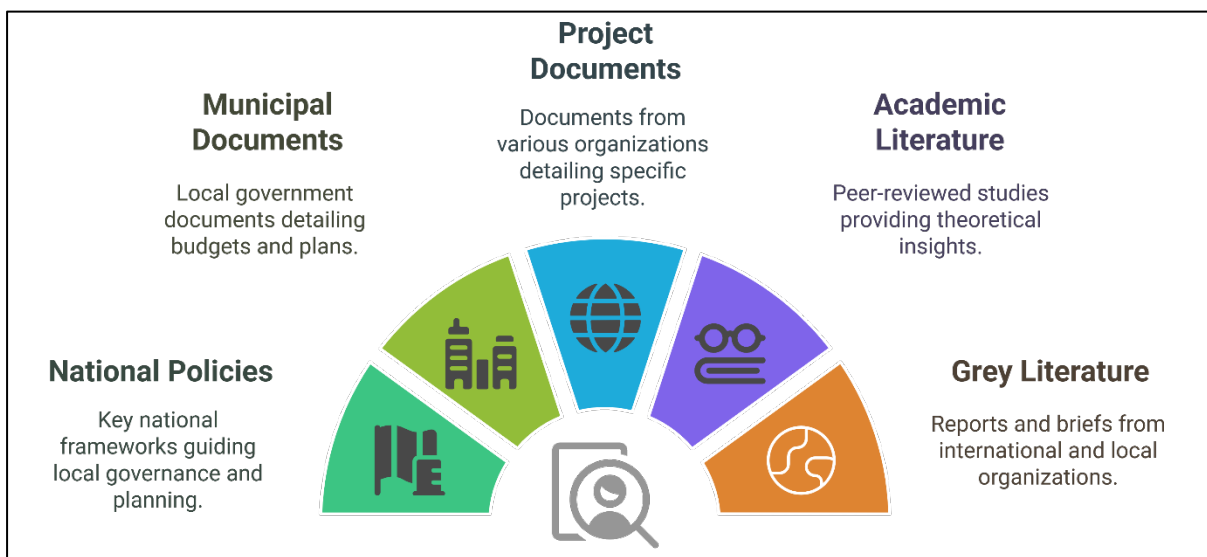 Project
Documents
Documents from
various organizations
detailing specific
projects.
Municipal
Documents
Local government
documents detailing
budgets and plans.
Academic
Literature
Peer-reviewed studies
providing theoretical
insights.
National Policies
Key national
frameworks guiding
local governance and
planning.
Grey Literature
Reports and briefs from
international and local
organizations.